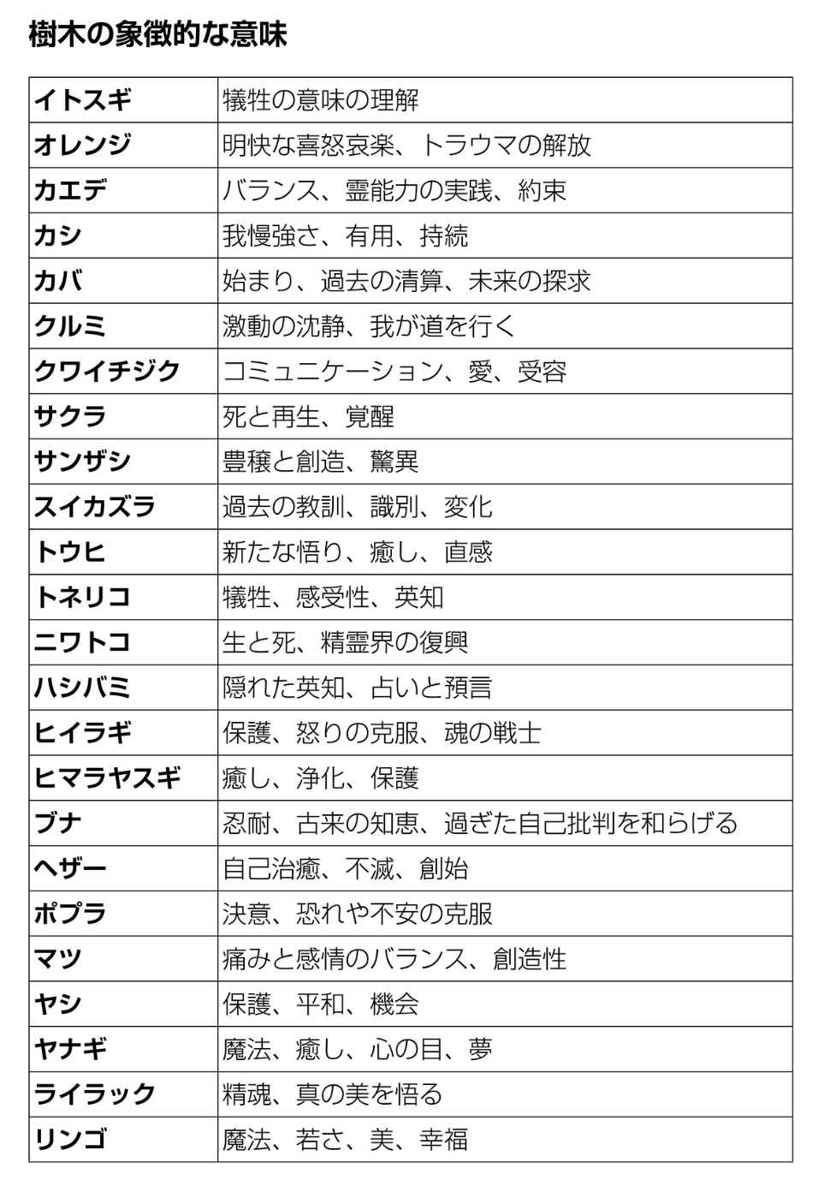 樹木の象徴的な意味
イトスギ 犠牲の意味の理解
オレンジ 明快な喜怒哀楽、トラウマの解放
カエデ バランス、霊能力の実践、約束
カシ 我慢強さ、有用、持続
カバ 始まり、過去の清算、未来の探求
クルミ 激動の沈静、我が道を行く
クワイチジク コミュニケーション、愛、受容
サクラ 死と再生、覚醒
サンザシ 豊穣と創造、驚異
スイカズラ 過去の教訓、識別、変化
トウヒ 新たな悟り、癒し、直感
トネリコ 犠牲、感受性、英知
ニワトコ 生と死、精霊界の復興
ハシバミ 隠れた英知、占いと預言
ヒイラギ 保護、怒りの克服、魂の戦士
ヒマラヤスギ 癒し、浄化、保護
ブナ 忍耐、古来の知恵、過ぎた自己批判を和らげる
ヘザー 自己治癒、不滅、創始
ポプラ 決意、恐れや不安の克服
マツ 痛みと感情のバランス、創造性
ヤシ 保護、平和、機会
ヤナギ 魔法、癒し、心の目、夢
ライラック 精魂、真の美を悟る
リンゴ 魔法、若さ、美、幸福